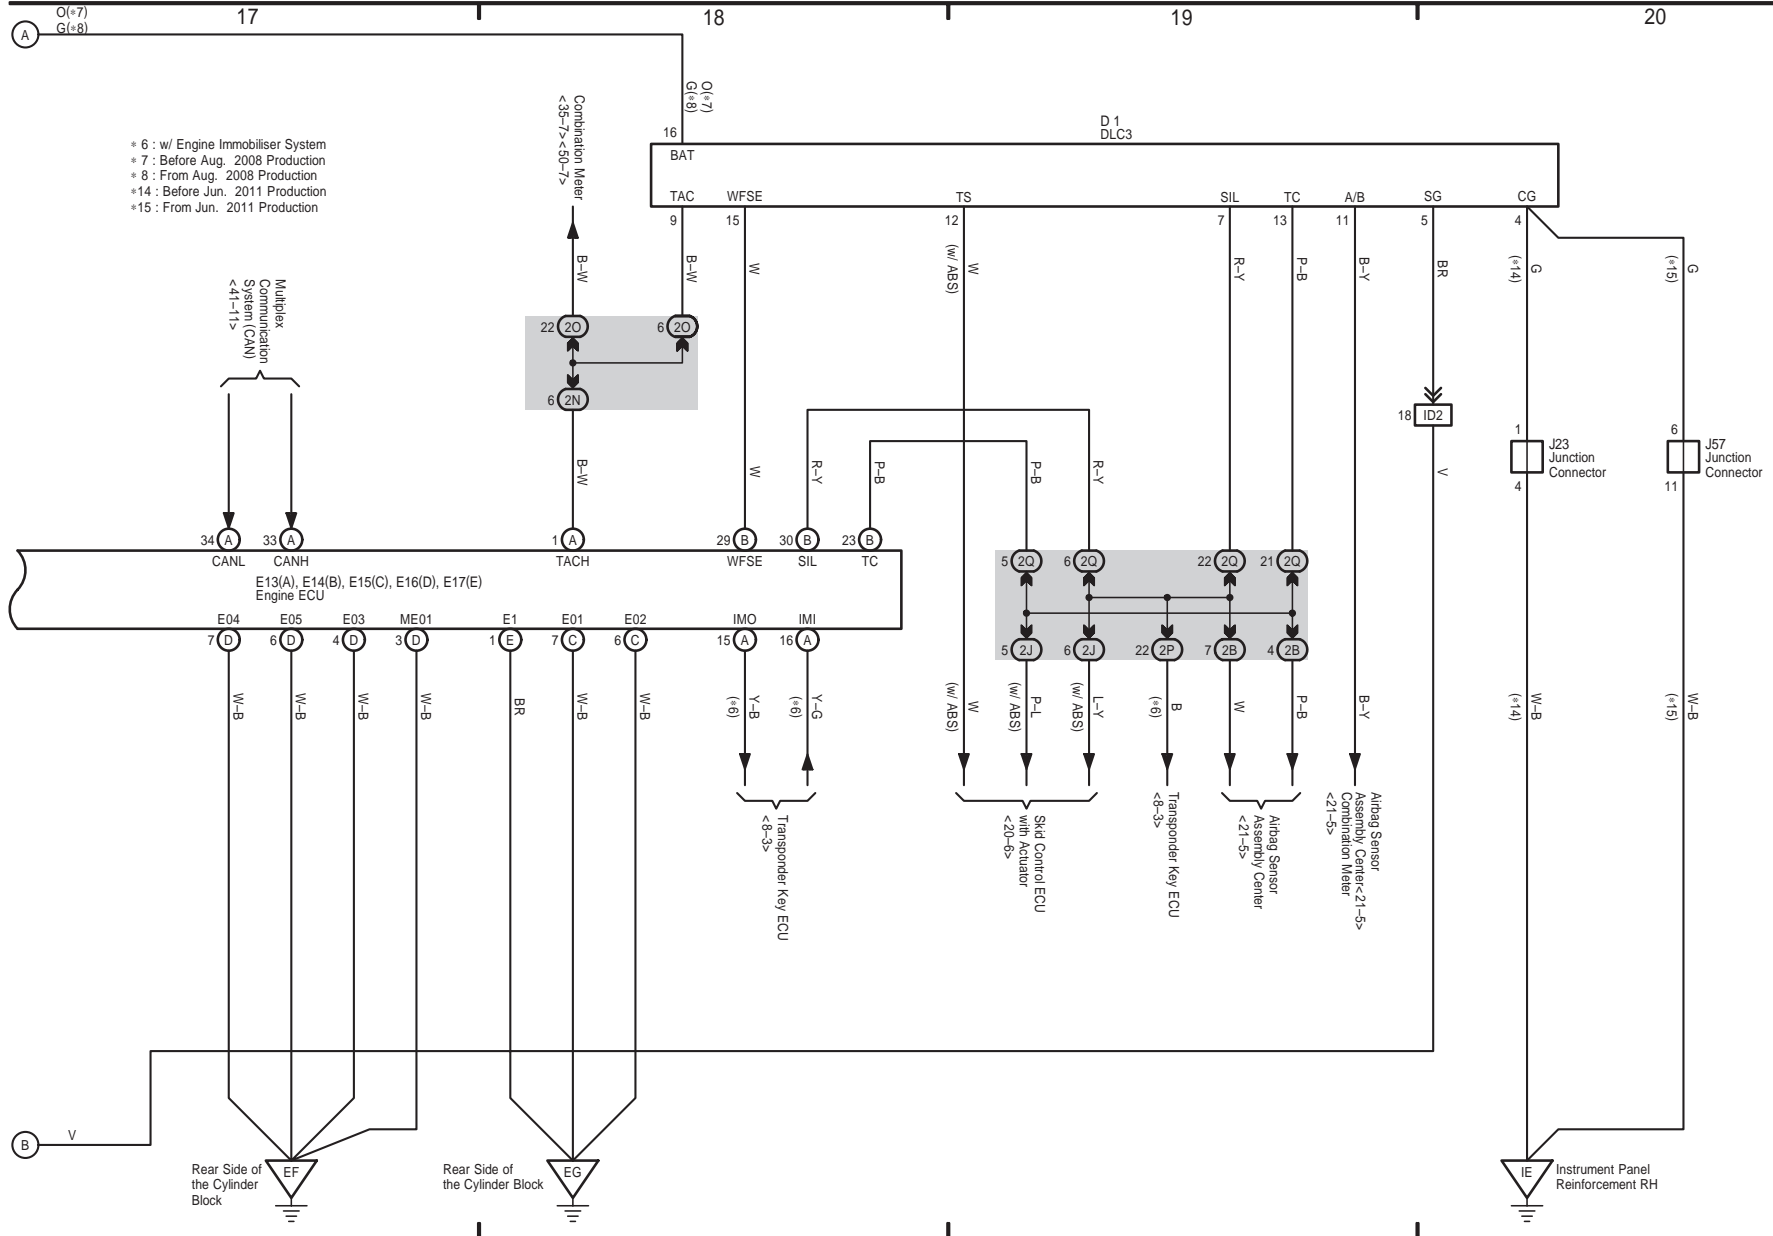 17
18
19
20
A
O(*7)
G(*8)
O(*7)
G(*8)
* 6 : w/ Engine Immobiliser System
* 7 : Before Aug. 2008 Production
* 8 : From Aug. 2008 Production
*14 : Before Jun. 2011 Production
*15 : From Jun. 2011 Production
Combination Meter
<35–7><50–7>
D 1
DLC3
16
BAT
TAC
WFSE
TS
SIL
TC
A/B
SG
CG
9
15
12
7
13
11
5
4
B–W
B–W
W
W
(w/ ABS)
R–Y
P–B
B–Y
BR
G
(*14)
G
(*15)
Multiplex
Communication
System (CAN)
<41–11>
22 2O
6 2O
6 2N
18 ID2
1
J23
Junction
Connector
4
6
J57
Junction
Connector
11
B–W
W
R–Y
P–B
P–B
R–Y
V
34 A
33 A
1 A
29 B
30 B
23 B
CANL
CANH
TACH
WFSE
SIL
TC
E13(A), E14(B), E15(C), E16(D), E17(E)
Engine ECU
E04
E05
E03
ME01
E1
E01
E02
IMO
IMI
7 D
6 D
4 D
3 D
1 E
7 C
6 C
15 A
16 A
5 2Q
6 2Q
22 2Q
21 2Q
5 2J
6 2J
22 2P
7 2B
4 2B
W–B
W–B
W–B
W–B
BR
W–B
W–B
Y–B
(*6)
Y–G
(*6)
W
(w/ ABS)
P–L
(w/ ABS)
L–Y
(w/ ABS)
B
(*6)
W
P–B
B–Y
W–B
(*14)
W–B
(*15)
Transponder Key ECU
<8–3>
Skid Control ECU
with Actuator
<20–6>
Transponder Key ECU
<8–3>
Airbag Sensor
Assembly Center
<21–5>
Airbag Sensor
Assembly Center<21–5>
Combination Meter
<21–5>
B
V
Rear Side of
the Cylinder
Block
EF
Rear Side of
the Cylinder Block
EG
IE
Instrument Panel
Reinforcement RH